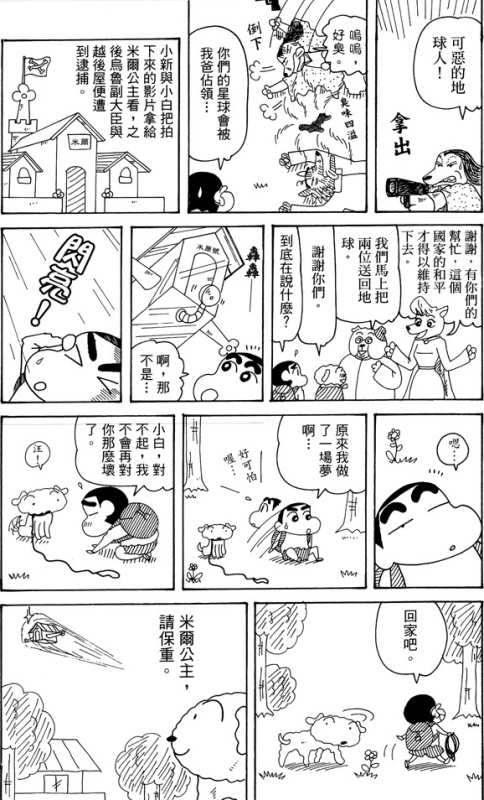 可惡的地
球人！
拿出
嗚嗚，
好臭。
倒下
臭味四溢
你們的星球會被
我爸佔領…
小新與小白把拍
下來的影片拿給
米爾公主看，之
後烏魯副大臣與
越後屋便遭
到逮捕。
米爾
謝謝，有你們的
幫忙，這個
國家的和平
才得以維持
下去。
我們馬上把
兩位送回地
球。
謝謝你們。
到底在說什麼？
轟轟
轟轟
米爾號
啊，那
不是…
閃亮！
嗯…
原來我做
了一場夢
啊…
好可怕
喔…
小白，對
不起，我
不會再對
你那麼壞
了。
汪！
回家吧。
米爾公主，
請保重。